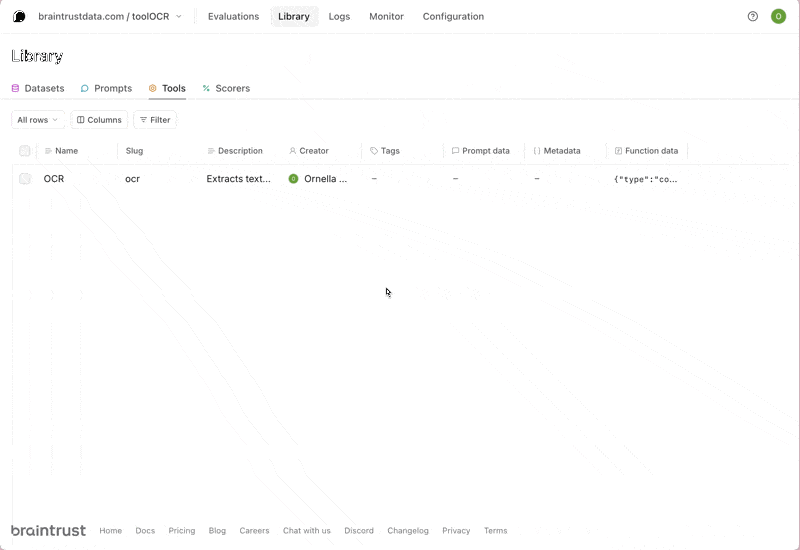 braintrustdata.com / toolOCR Evaluations Library Logs Monitor Configuration O
Library
Datasets Prompts Tools Scorers
All rows Columns Filter
Name Slug Description Creator Tags Prompt data Metadata Function data
OCR ocr Extracts text... O Ornella ... – – – {"type":"co...
braintrust Home Docs Pricing Blog Careers Chat with us Discord Changelog Privacy Terms